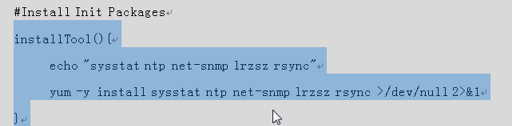 #Install Init Packages
installTool(){
echo "sysstat ntp net-snmp lrzsz rsync"
yum -y install sysstat ntp net-snmp lrzsz rsync >/dev/null 2>&1
}